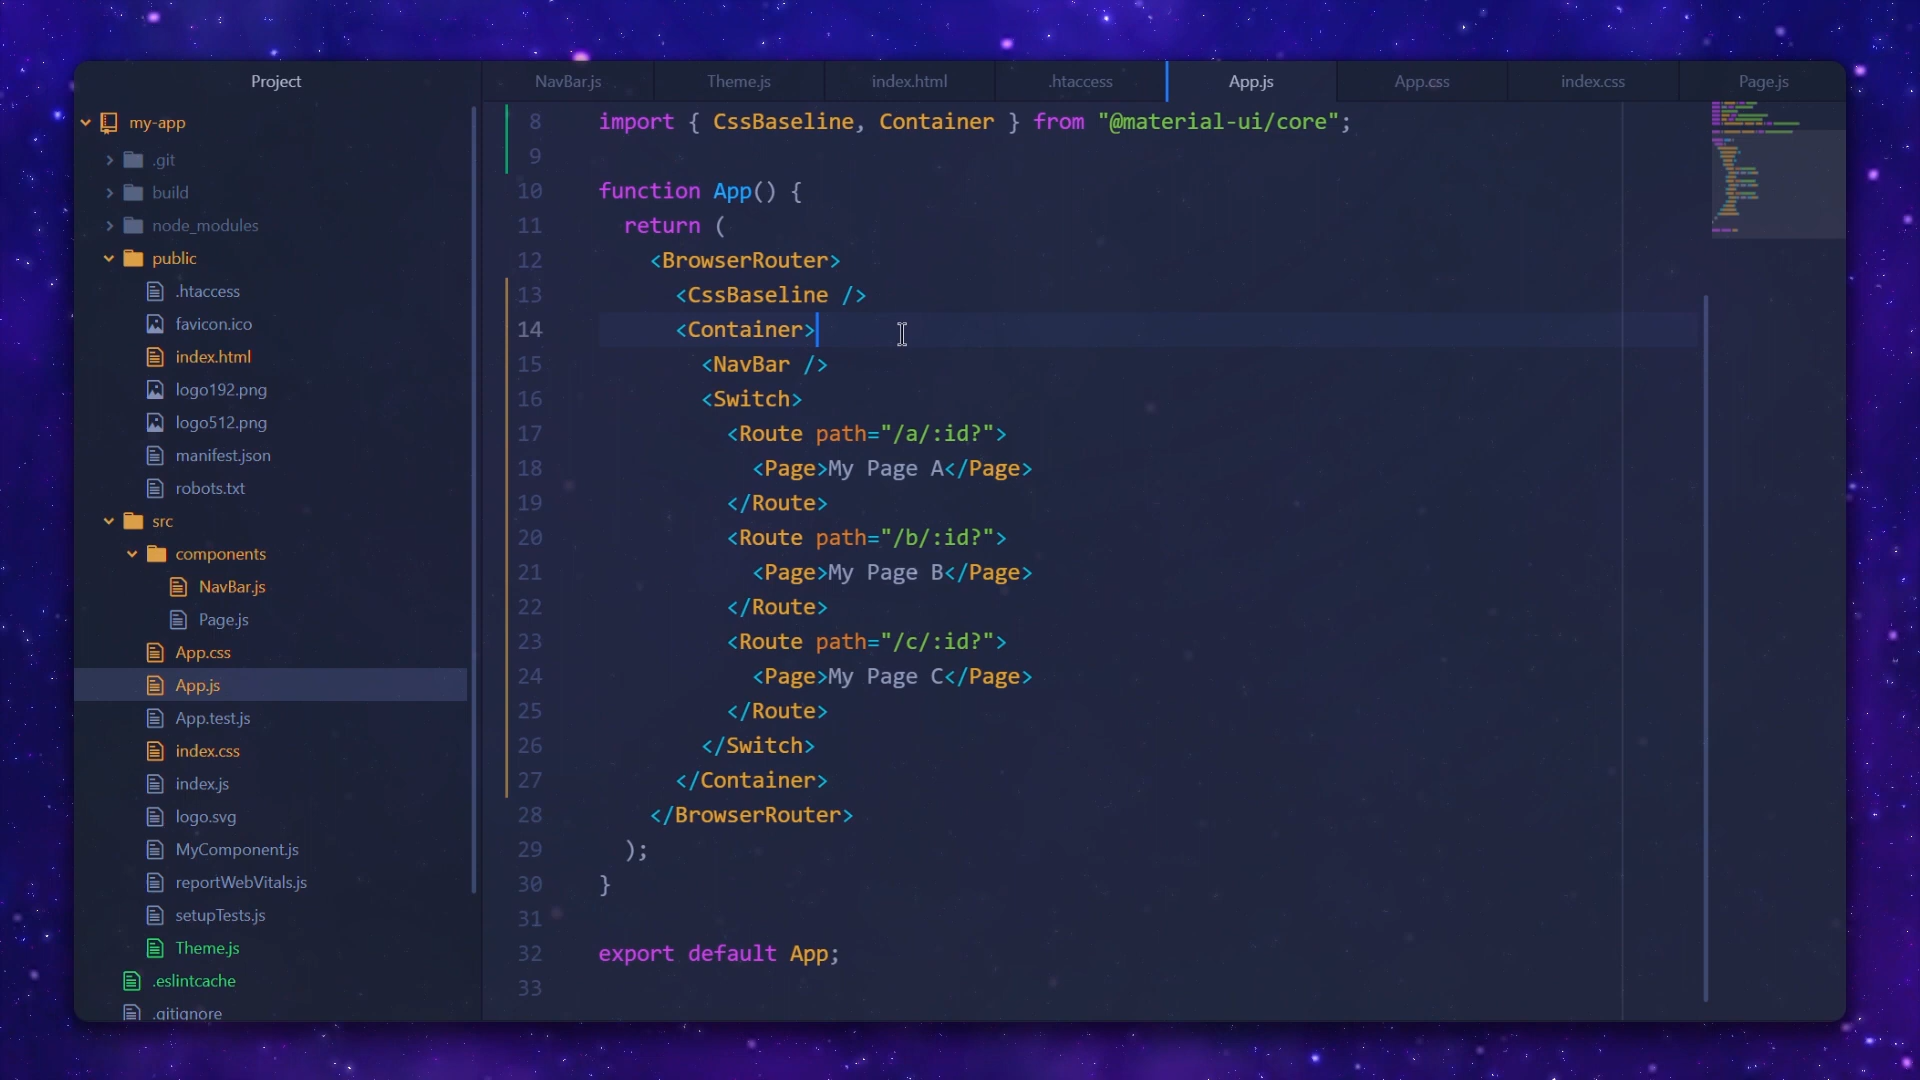 Project
my-app
.git
build
node_modules
public
.htaccess
favicon.ico
index.html
logo192.png
logo512.png
manifest.json
robots.txt
src
components
NavBar.js
Page.js
App.css
App.js
App.test.js
index.css
index.js
logo.svg
MyComponent.js
reportWebVitals.js
setupTests.js
Theme.js
.eslintcache
.gitignore
NavBar.js Theme.js index.html .htaccess App.js App.css index.css Page.js
8 import { CssBaseline, Container } from "@material-ui/core";
9
10 function App() {
11   return (
12     <BrowserRouter>
13       <CssBaseline />
14       <Container>
15         <NavBar />
16         <Switch>
17           <Route path="/a/:id?">
18             <Page>My Page A</Page>
19           </Route>
20           <Route path="/b/:id?">
21             <Page>My Page B</Page>
22           </Route>
23           <Route path="/c/:id?">
24             <Page>My Page C</Page>
25           </Route>
26         </Switch>
27       </Container>
28     </BrowserRouter>
29   );
30 }
31
32 export default App;
33